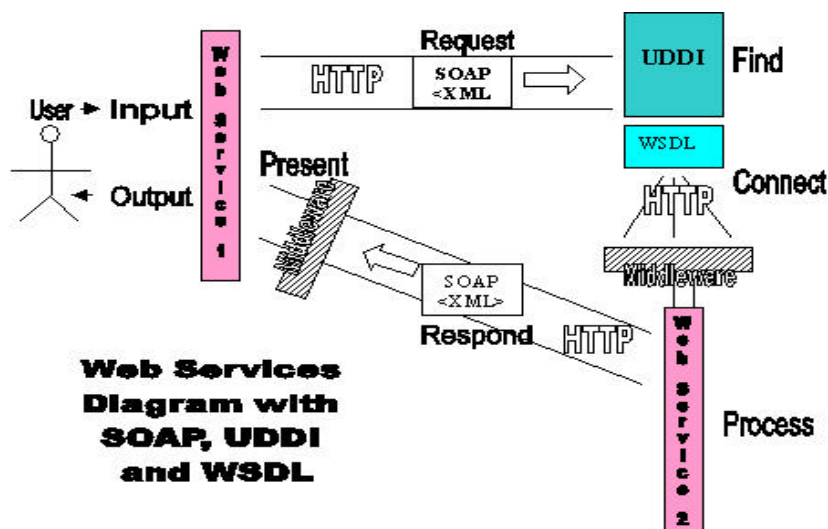 Request
UDDI
Find
HTTP
SOAP
<XML
User
Input
Web Service 1
WSDL
Present
Connect
HTTP
Output
Middleware
Middleware
SOAP
<XML>
Respond
HTTP
Web Service 2
Process
Web Services
Diagram with
SOAP, UDDI
and WSDL